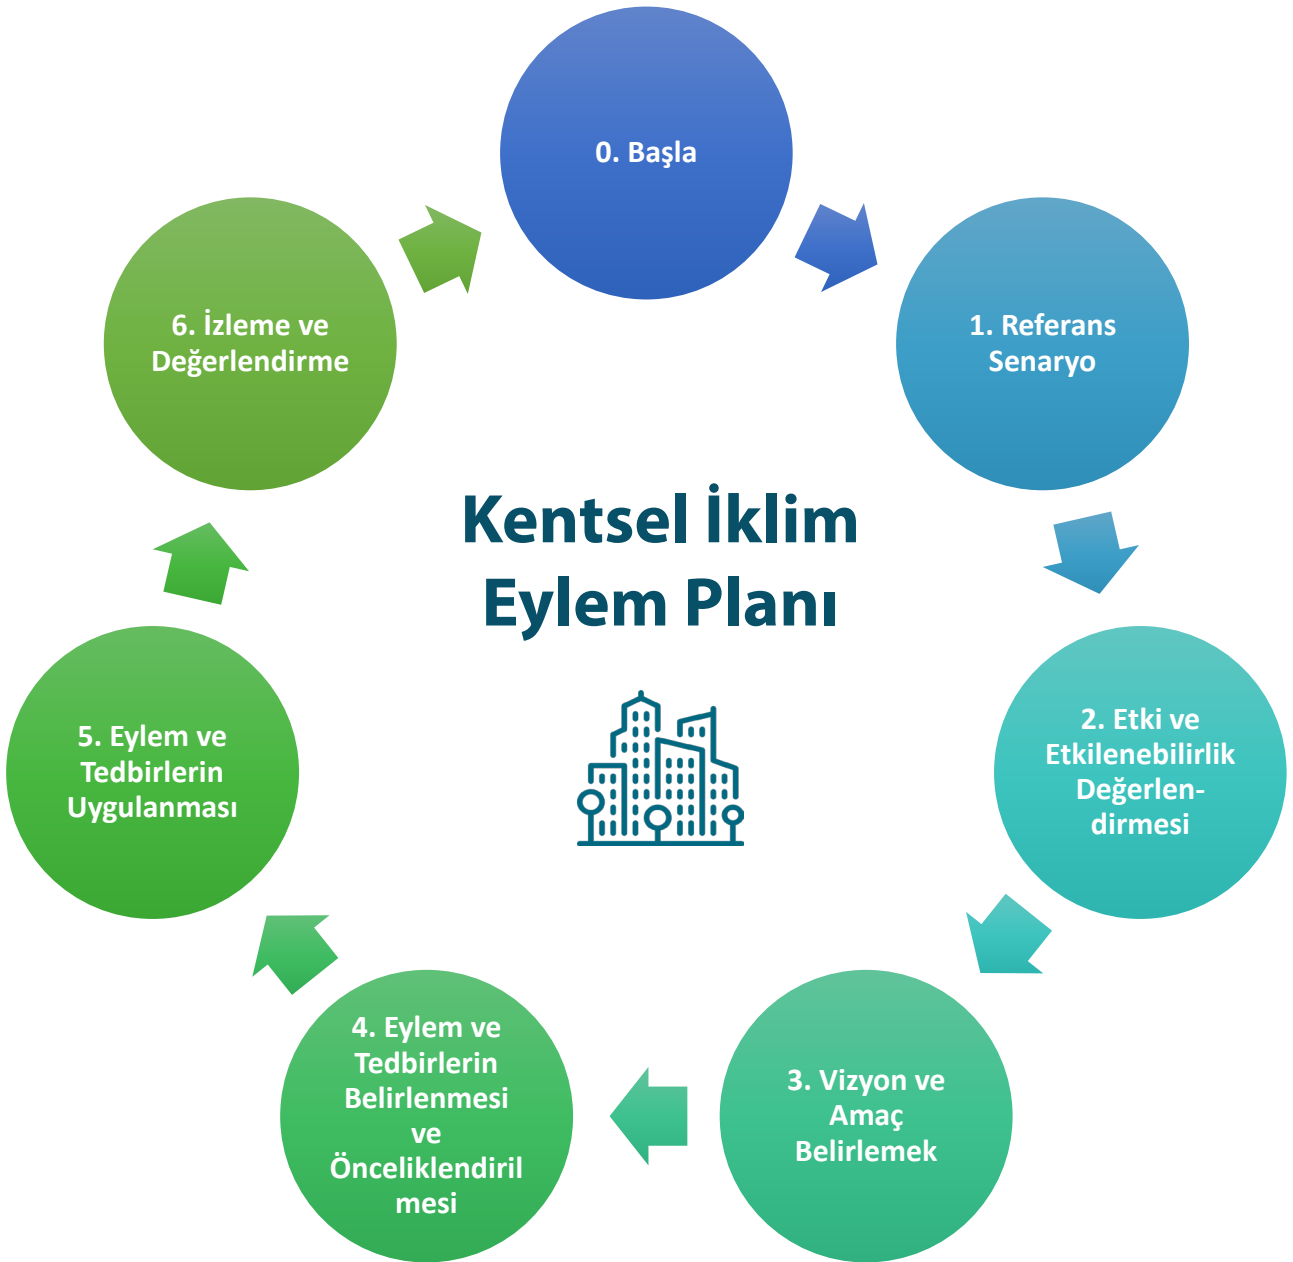 0. Başla
1. Referans
Senaryo
2. Etki ve
Etkilenebilirlik
Değerlen-
dirmesi
3. Vizyon ve
Amaç
Belirlemek
4. Eylem ve
Tedbirlerin
Belirlenmesi
ve
Önceliklendiril
mesi
5. Eylem ve
Tedbirlerin
Uygulanması
6. İzleme ve
Değerlendirme
Kentsel İklim
Eylem Planı